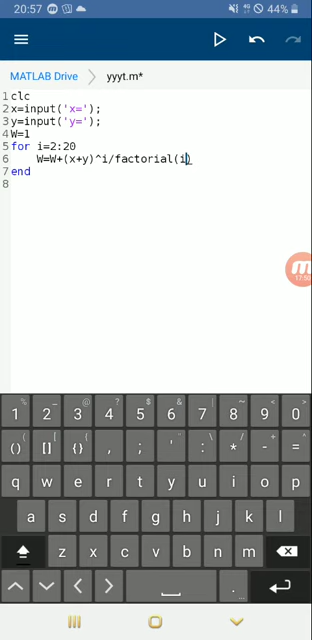 20:57 44%
MATLAB Drive yyyt.m*
1 clc
2 x=input('x=');
3 y=input('y=');
4 W=1
5 for i=2:20
6 W=W+(x+y)^i/factorial(i)
7 end
8
^ _ @ ? $ & | ~ < >
1 2 3 4 5 6 7 8 9 0
( [ { " \ / + =
() [] {} , ; ' : * - =
q w e r t y u i o p
a s d f g h j k l
z x c v b n m
.